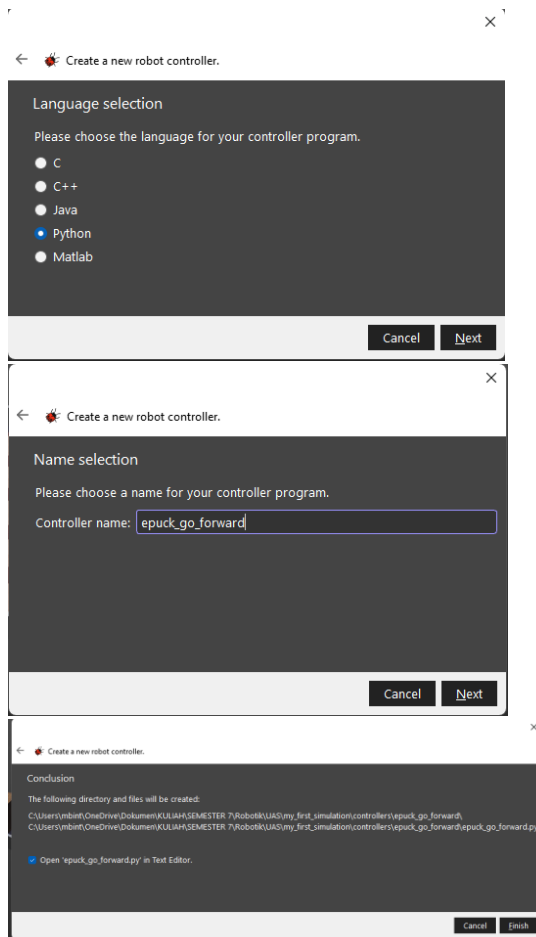 Create a new robot controller.
Language selection
Please choose the language for your controller program.
C
C++
Java
Python
Matlab
Cancel Next
Create a new robot controller.
Name selection
Please choose a name for your controller program.
Controller name: epuck_go_forward
Cancel Next
Create a new robot controller.
Conclusion
The following directory and files will be created:
C:\Users\mbint\OneDrive\Dokumen\KULIAH\SEMESTER 7\Robotik\UAS\my_first_simulation\controllers\epuck_go_forward\
C:\Users\mbint\OneDrive\Dokumen\KULIAH\SEMESTER 7\Robotik\UAS\my_first_simulation\controllers\epuck_go_forward\epuck_go_forward.py
Open 'epuck_go_forward.py' in Text Editor.
Cancel Finish